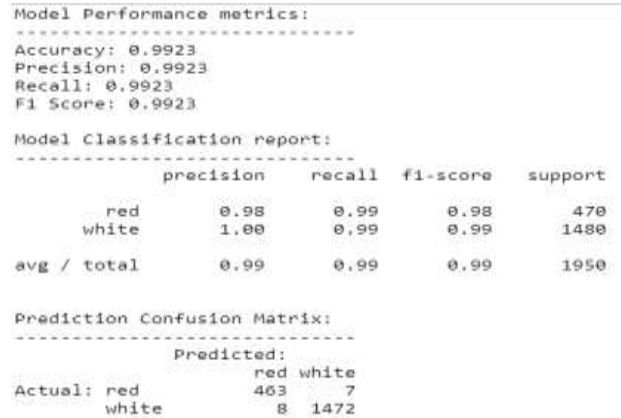 Model Performance metrics:
------------------------------
Accuracy: 0.9923
Precision: 0.9923
Recall: 0.9923
F1 Score: 0.9923
Model Classification report:
------------------------------
precision recall f1-score support
red 0.98 0.99 0.98 470
white 1.00 0.99 0.99 1480
avg / total 0.99 0.99 0.99 1950
Prediction Confusion Matrix:
------------------------------
Predicted:
red white
Actual: red 463 7
white 8 1472